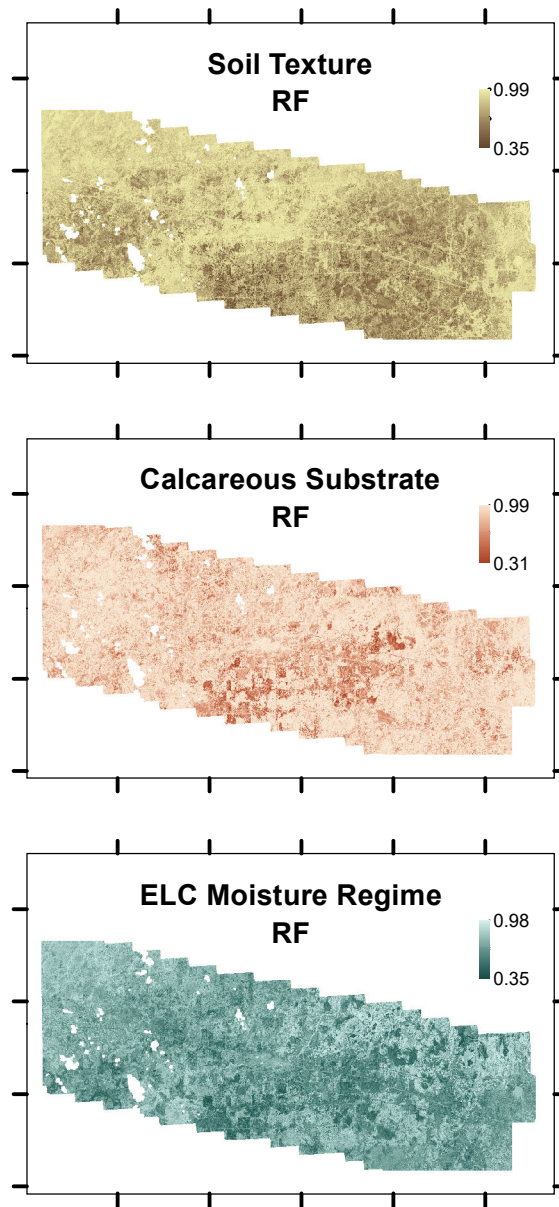 Soil Texture
RF
0.99
0.35
Calcareous Substrate
RF
0.99
0.31
ELC Moisture Regime
RF
0.98
0.35